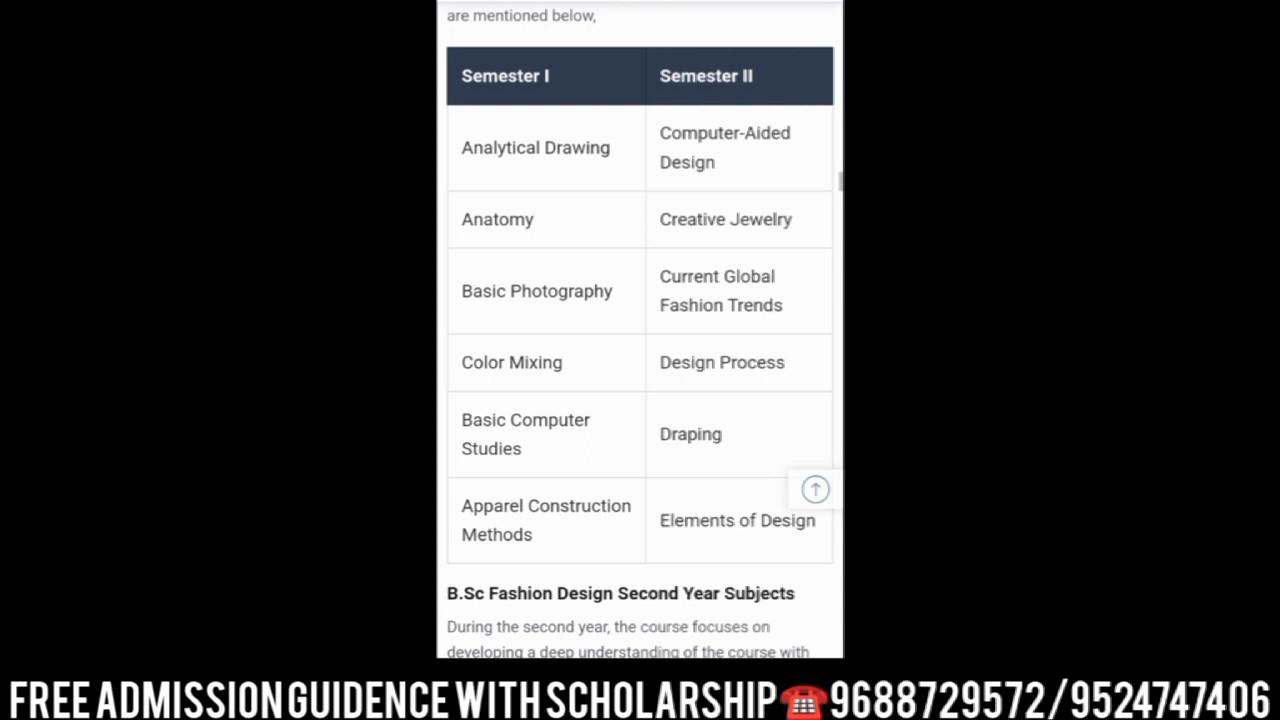 are mentioned below,
Semester I
Semester II
Analytical Drawing
Computer-Aided
Design
Anatomy
Creative Jewelry
Basic Photography
Current Global
Fashion Trends
Color Mixing
Design Process
Basic Computer
Studies
Draping
Apparel Construction
Methods
Elements of Design
B.Sc Fashion Design Second Year Subjects
During the second year, the course focuses on
developing a deep understanding of the course with
FREE ADMISSION GUIDENCE WITH SCHOLARSHIP ☎9688729572/9524747406